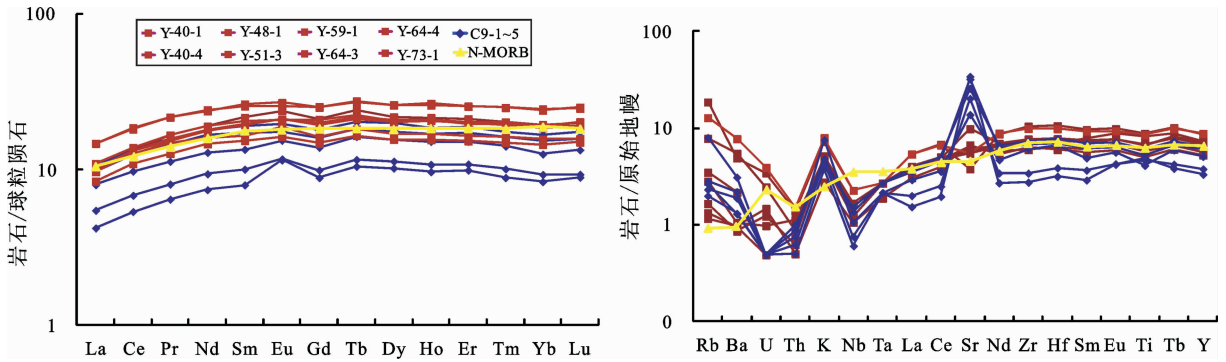 100
10
1
岩石/球粒陨石
Y-40-1 Y-48-1 Y-59-1 Y-64-4 C9-1~5
Y-40-4 Y-51-3 Y-64-3 Y-73-1 N-MORB
La Ce Pr Nd Sm Eu Gd Tb Dy Ho Er Tm Yb Lu
100
10
1
0
岩石/原始地幔
Rb Ba U Th K Nb Ta La Ce Sr Nd Zr Hf Sm Eu Ti Tb Y